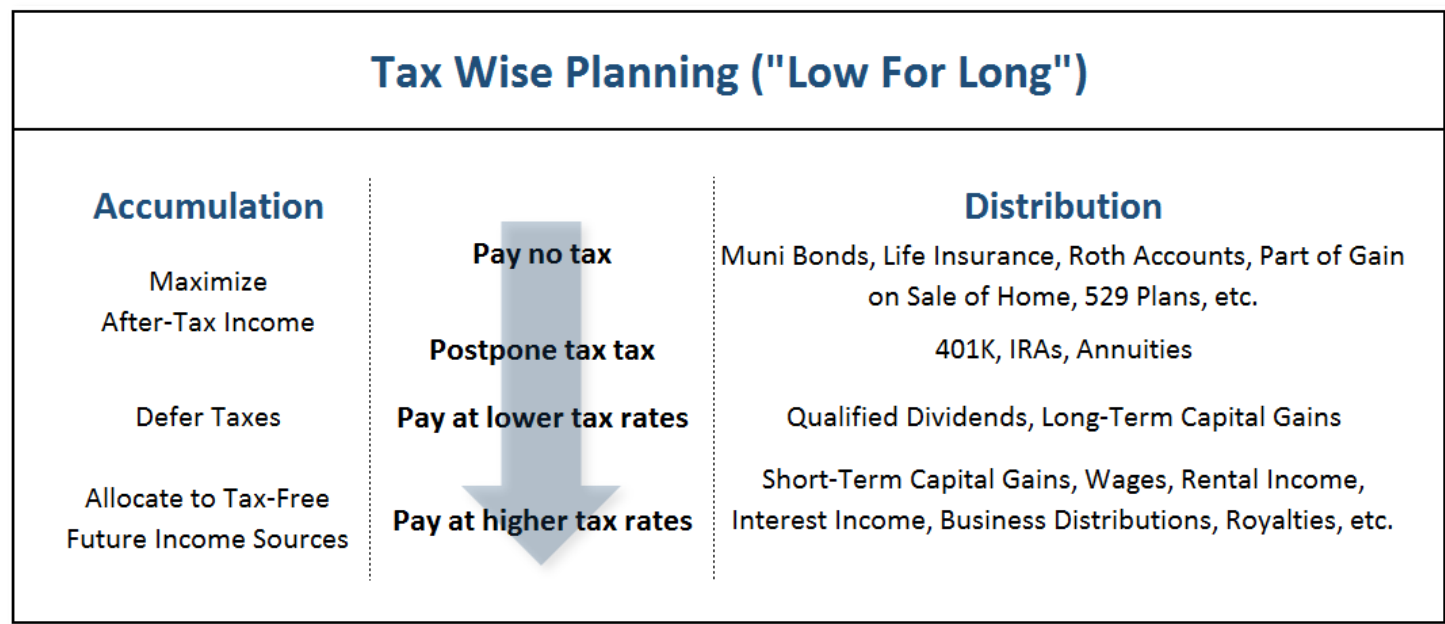 Tax Wise Planning ("Low For Long")
Accumulation
Maximize
After-Tax Income
Defer Taxes
Allocate to Tax-Free
Future Income Sources
Pay no tax
Postpone tax tax
Pay at lower tax rates
Pay at higher tax rates
Distribution
Muni Bonds, Life Insurance, Roth Accounts, Part of Gain
on Sale of Home, 529 Plans, etc.
401K, IRAs, Annuities
Qualified Dividends, Long-Term Capital Gains
Short-Term Capital Gains, Wages, Rental Income,
Interest Income, Business Distributions, Royalties, etc.